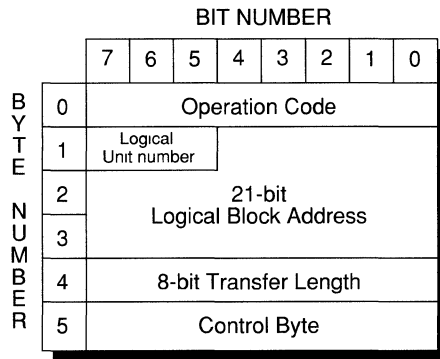 BIT NUMBER
7 6 5 4 3 2 1 0
BYTE NUMBER
0 Operation Code
1 Logical
Unit number
2 21-bit
Logical Block Address
3
4 8-bit Transfer Length
5 Control Byte